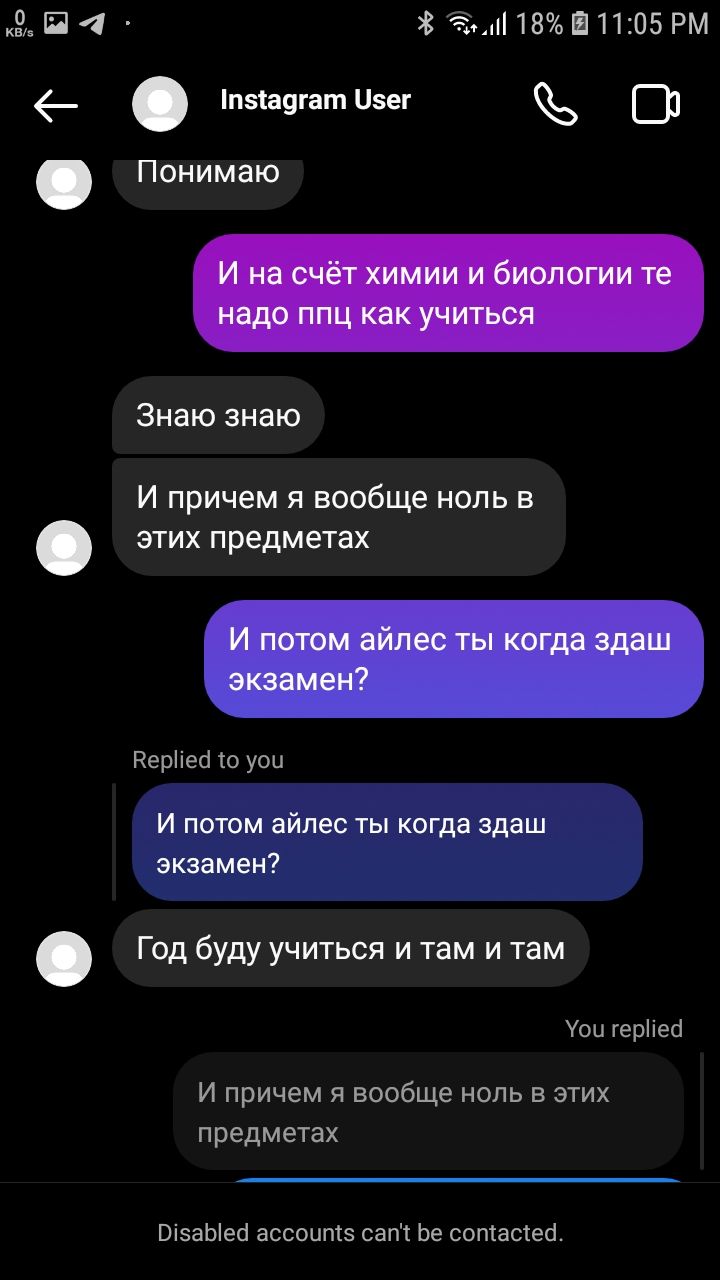 0
KB/s
18%
11:05 PM
Instagram User
Понимаю
И на счёт химии и биологии те
надо ппц как учиться
Знаю знаю
И причем я вообще ноль в
этих предметах
И потом айлес ты когда здаш
экзамен?
Replied to you
И потом айлес ты когда здаш
экзамен?
Год буду учиться и там и там
You replied
И причем я вообще ноль в этих
предметах
Disabled accounts can't be contacted.